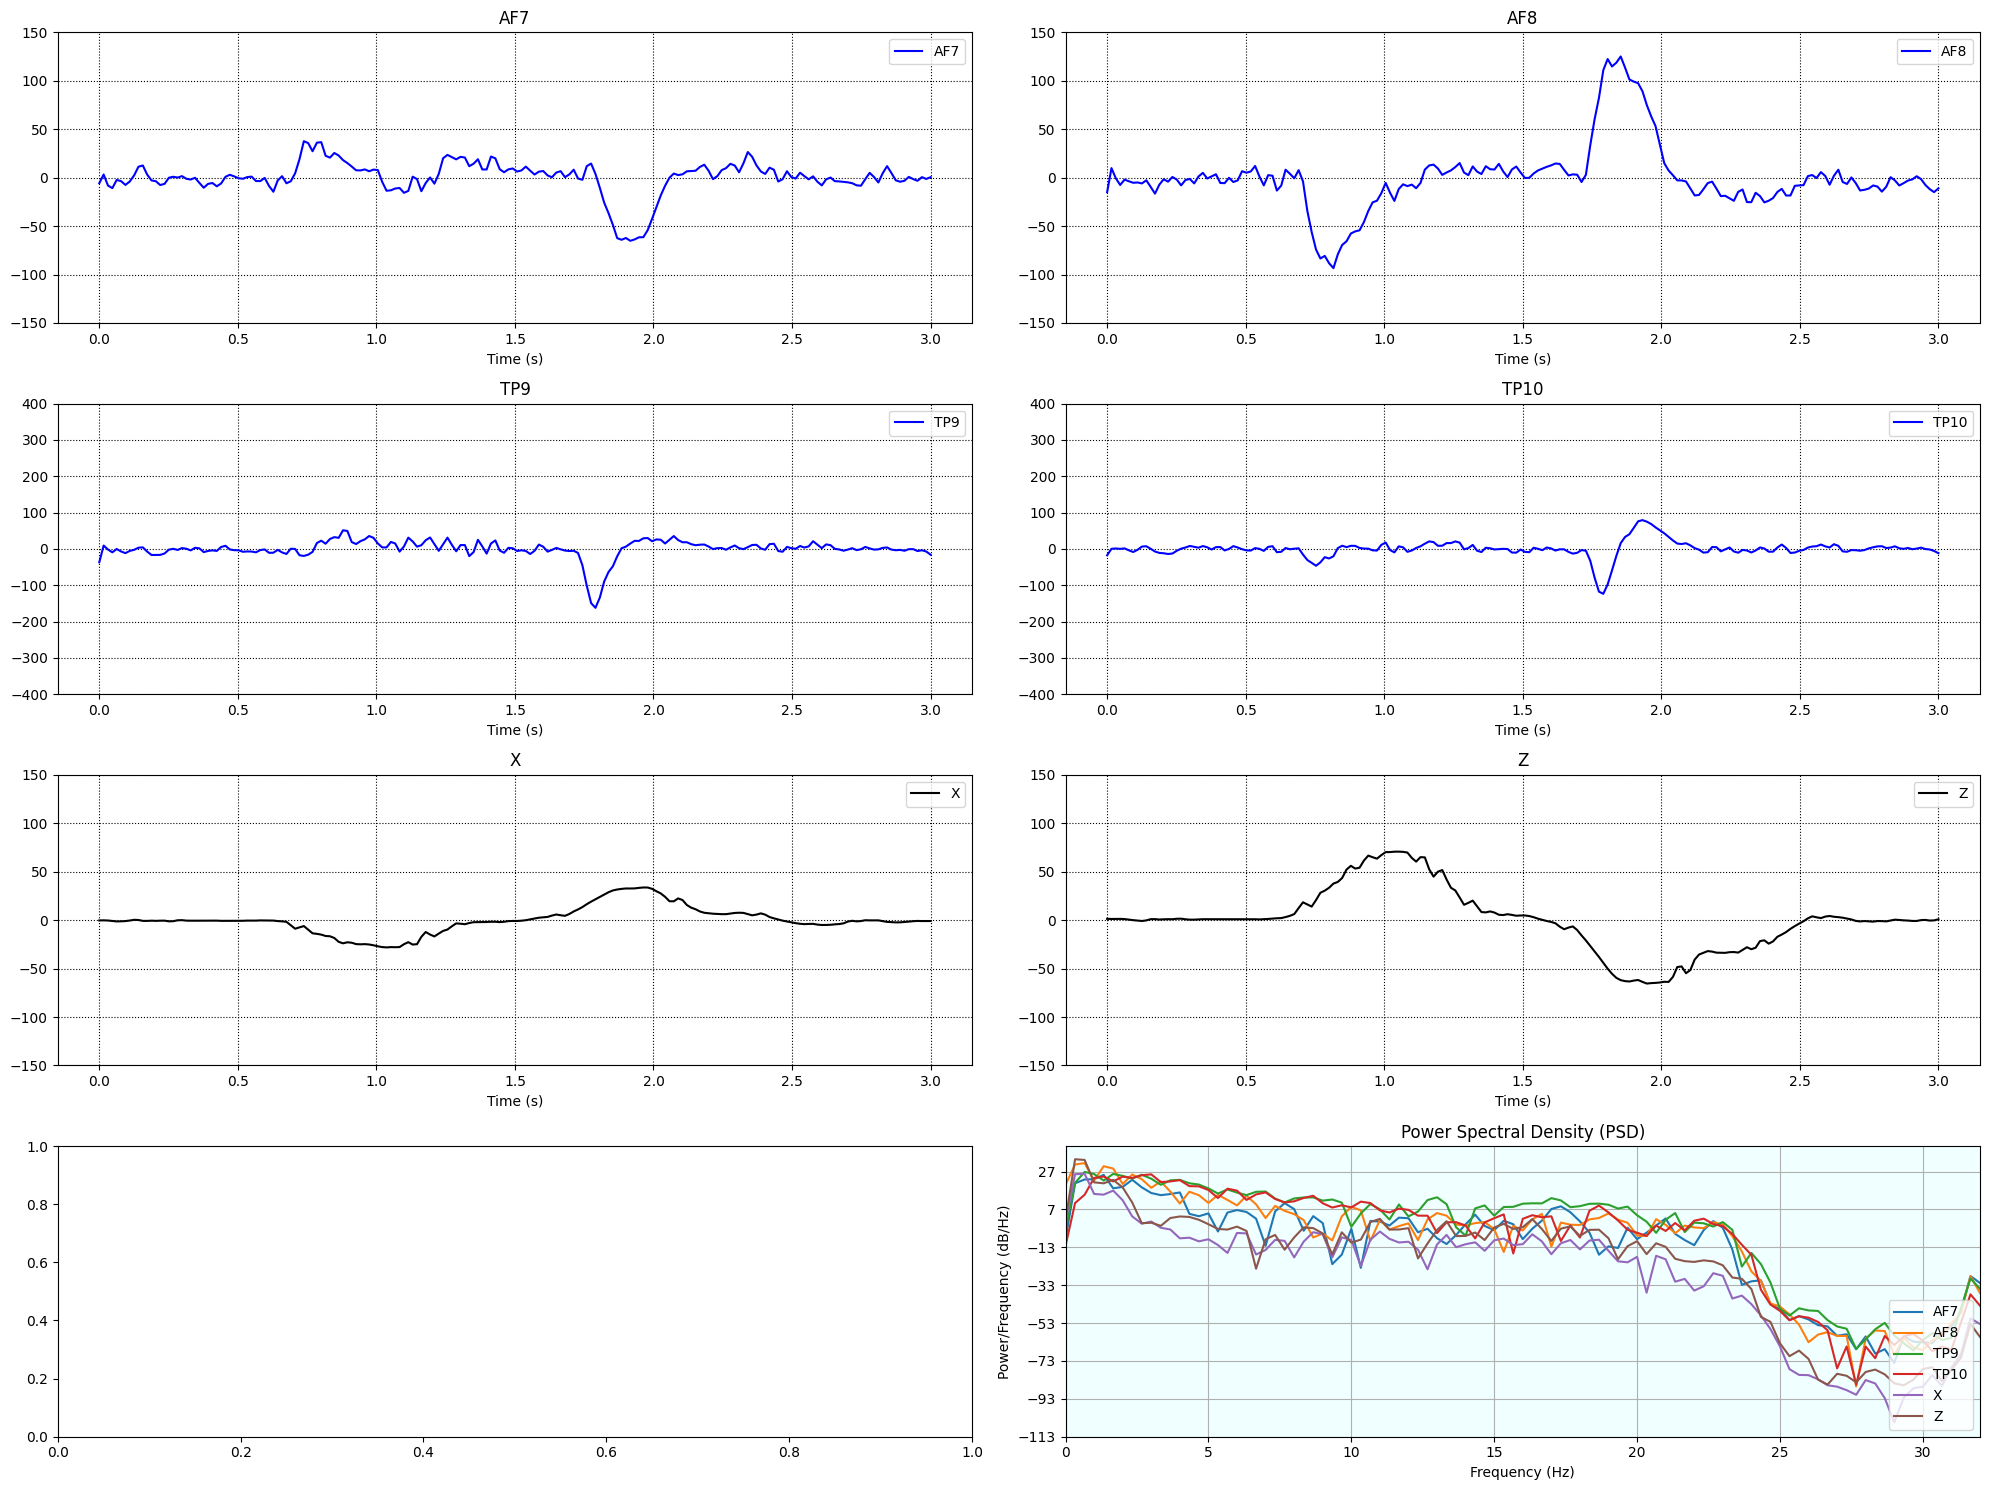 AF7
150
100
50
0
−50
−100
−150
AF7
0.0 0.5 1.0 1.5 2.0 2.5 3.0
Time (s)
AF8
150
100
50
0
−50
−100
−150
AF8
0.0 0.5 1.0 1.5 2.0 2.5 3.0
Time (s)
TP9
400
300
200
100
0
−100
−200
−300
−400
TP9
0.0 0.5 1.0 1.5 2.0 2.5 3.0
Time (s)
TP10
400
300
200
100
0
−100
−200
−300
−400
TP10
0.0 0.5 1.0 1.5 2.0 2.5 3.0
Time (s)
X
150
100
50
0
−50
−100
−150
X
0.0 0.5 1.0 1.5 2.0 2.5 3.0
Time (s)
Z
150
100
50
0
−50
−100
−150
Z
0.0 0.5 1.0 1.5 2.0 2.5 3.0
Time (s)
1.0
0.8
0.6
0.4
0.2
0.0
0.0 0.2 0.4 0.6 0.8 1.0
Power Spectral Density (PSD)
Power/Frequency (dB/Hz)
27
7
−13
−33
−53
−73
−93
−113
AF7
AF8
TP9
TP10
X
Z
0 5 10 15 20 25 30
Frequency (Hz)